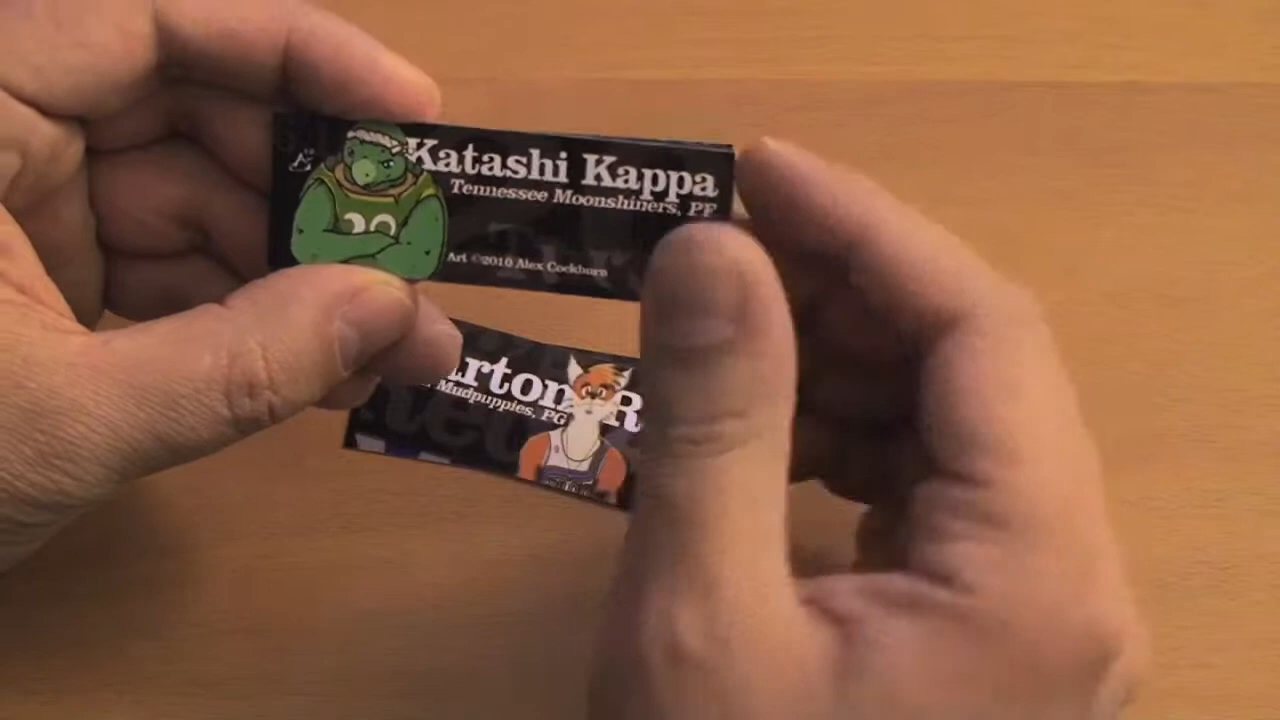 Katashi Kappa
Tennessee Moonshiners, PF
Art ©2010 Alex Cockburn
Mudpuppies, PG